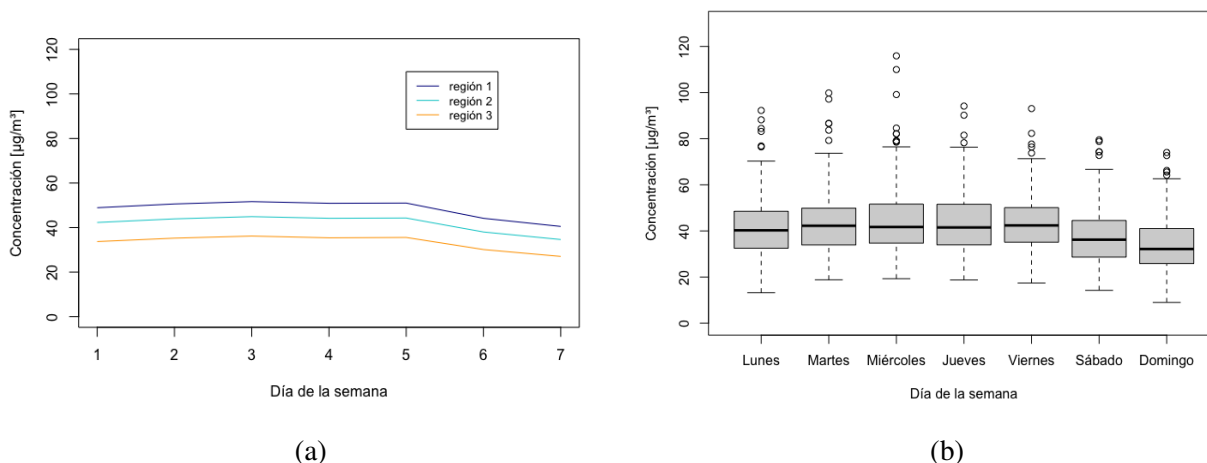 Concentración [µg/m³]
0 20 40 60 80 100 120
región 1
región 2
región 3
1 2 3 4 5 6 7
Día de la semana
(a)
Concentración [µg/m³]
0 20 40 60 80 100 120
Lunes Martes Miércoles Jueves Viernes Sábado Domingo
Día de la semana
(b)